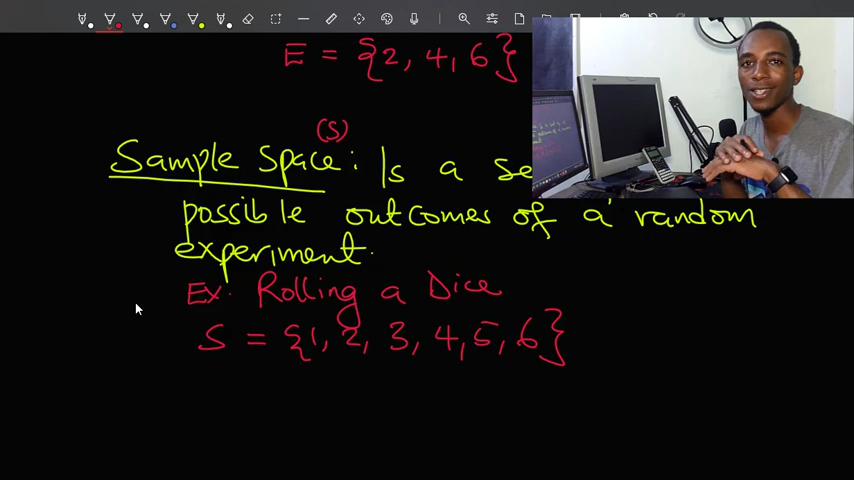 E = {2, 4, 6}
(S)
Sample Space: Is a se
possible outcomes of a random
experiment.
Ex. Rolling a Dice
S = {1, 2, 3, 4, 5, 6}